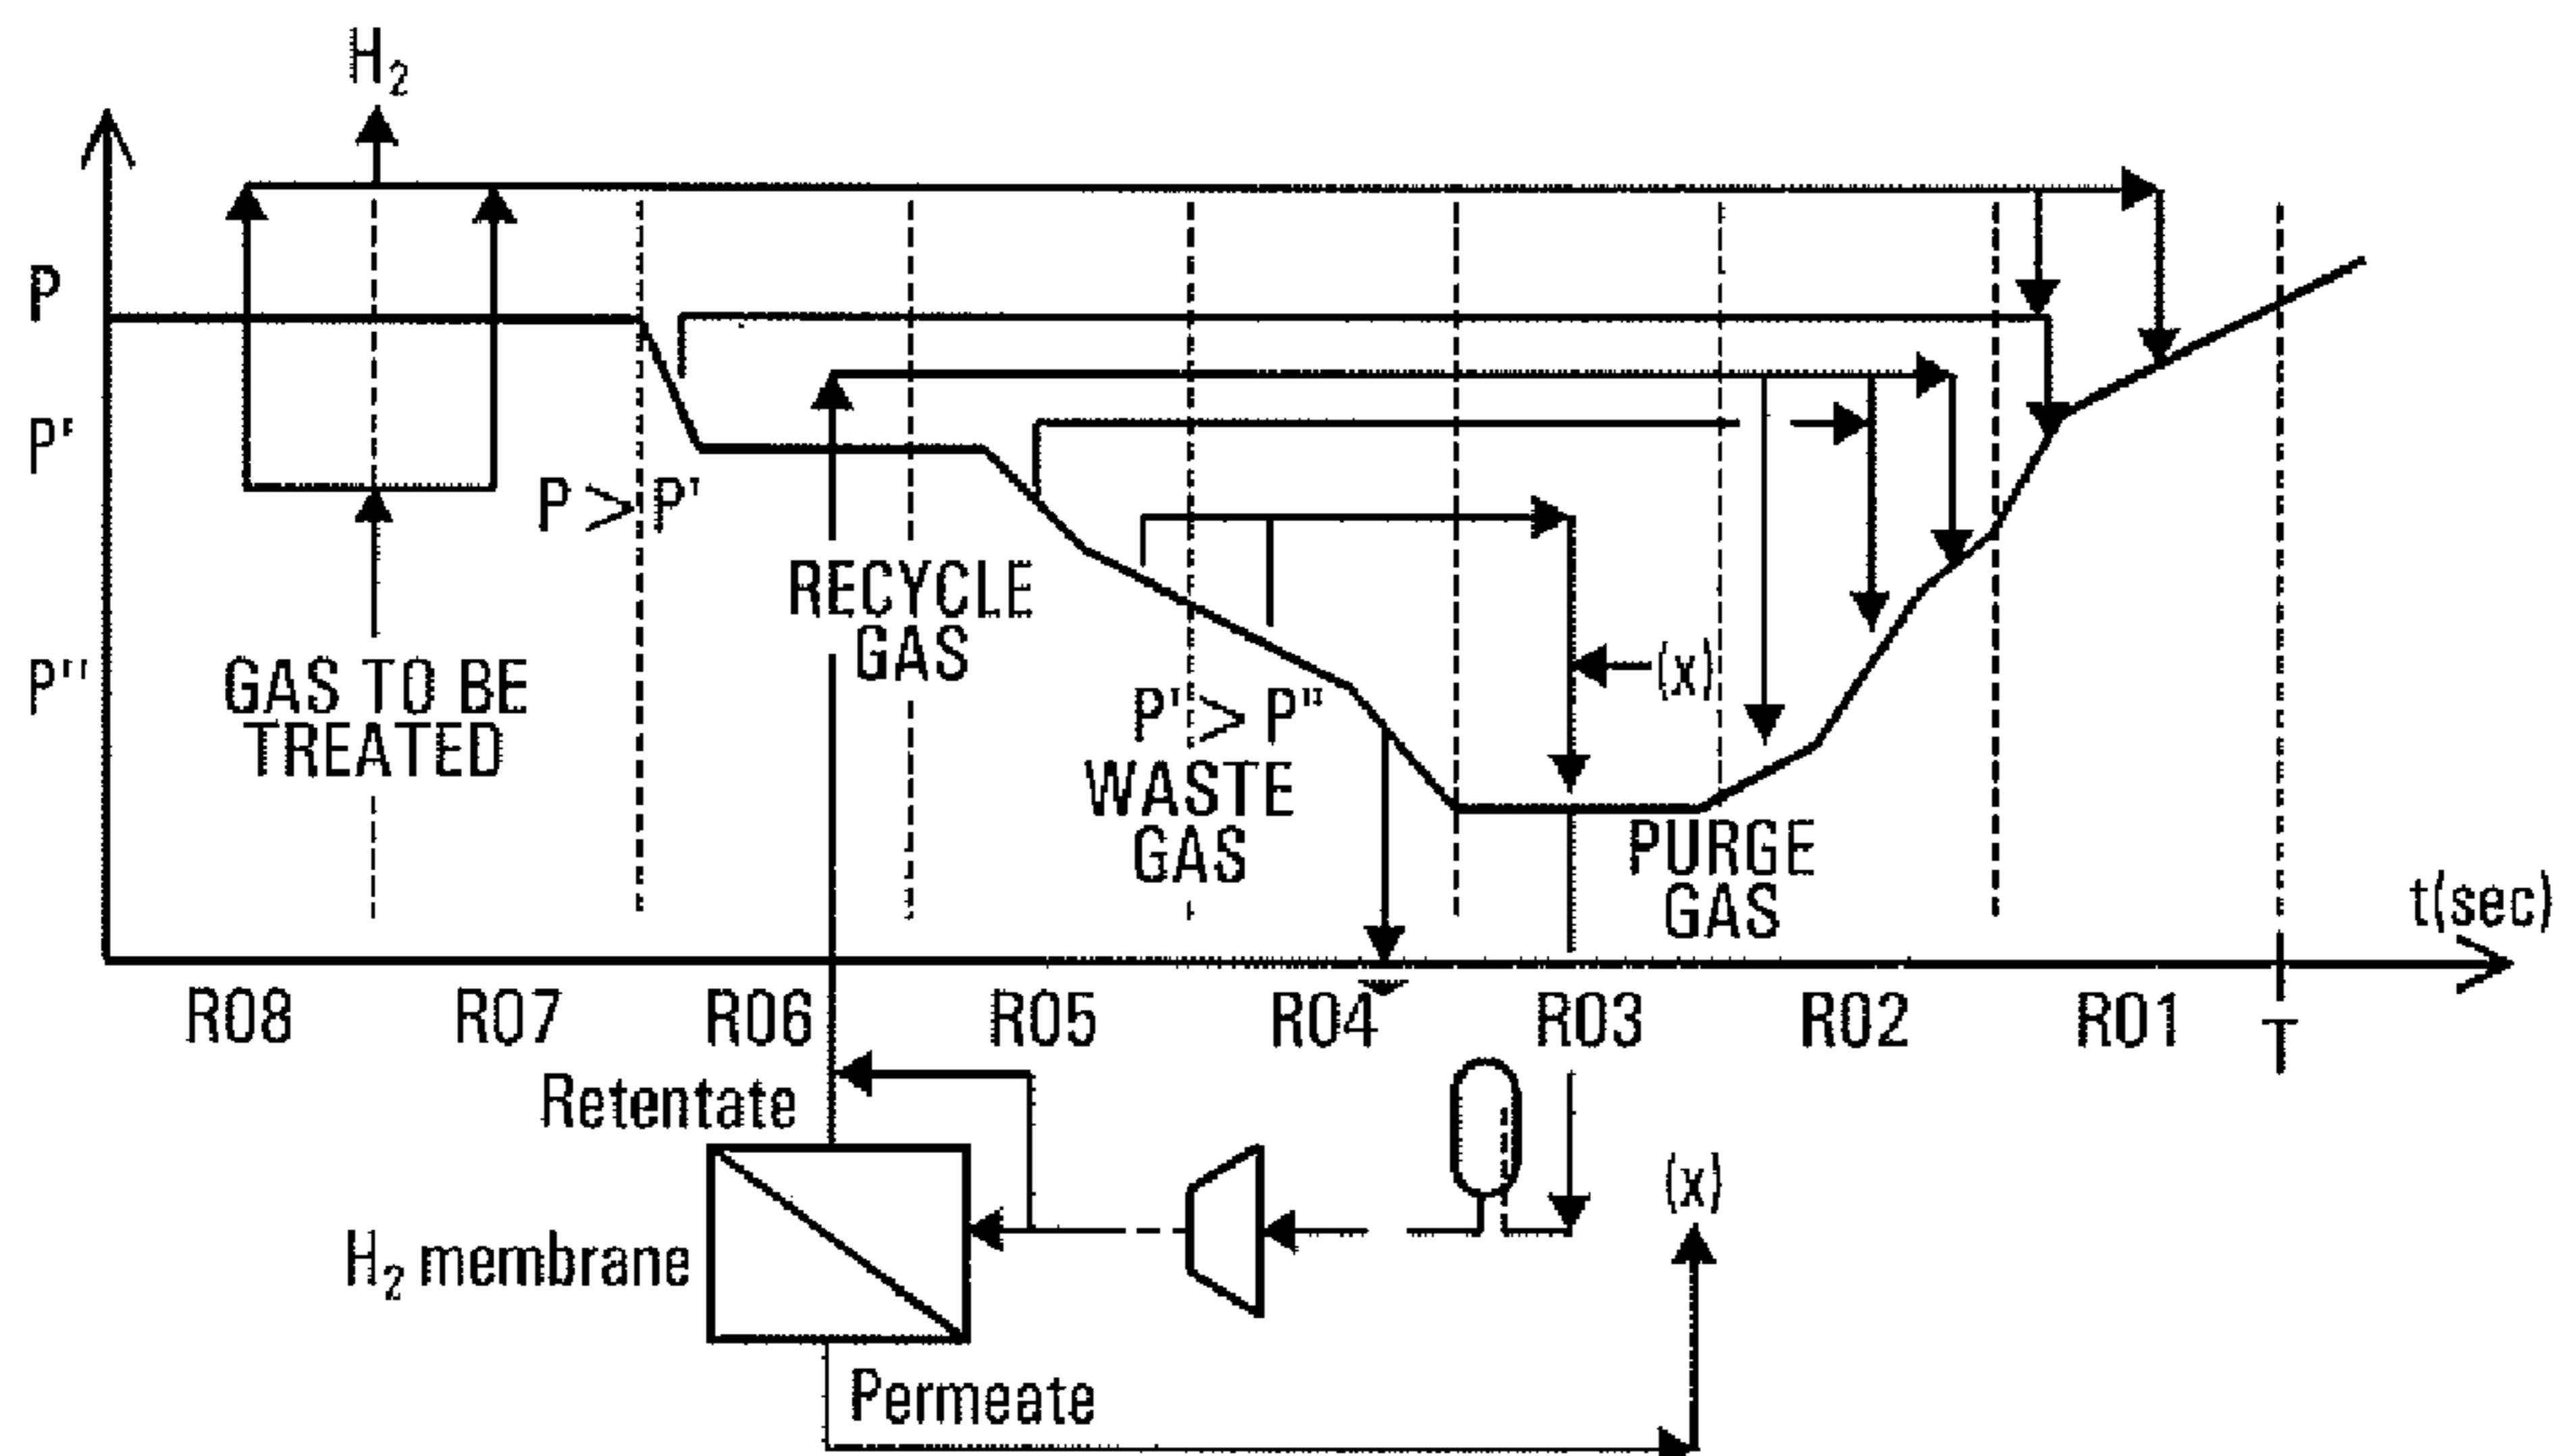 H2
P
P'
P > P'
P''
GAS TO BE
TREATED
RECYCLE
GAS
P' > P''
WASTE
GAS
(x)
PURGE
GAS
t(sec)
R08 R07 R06 R05 R04 R03 R02 R01 T
Retentate
H2 membrane
(x)
Permeate